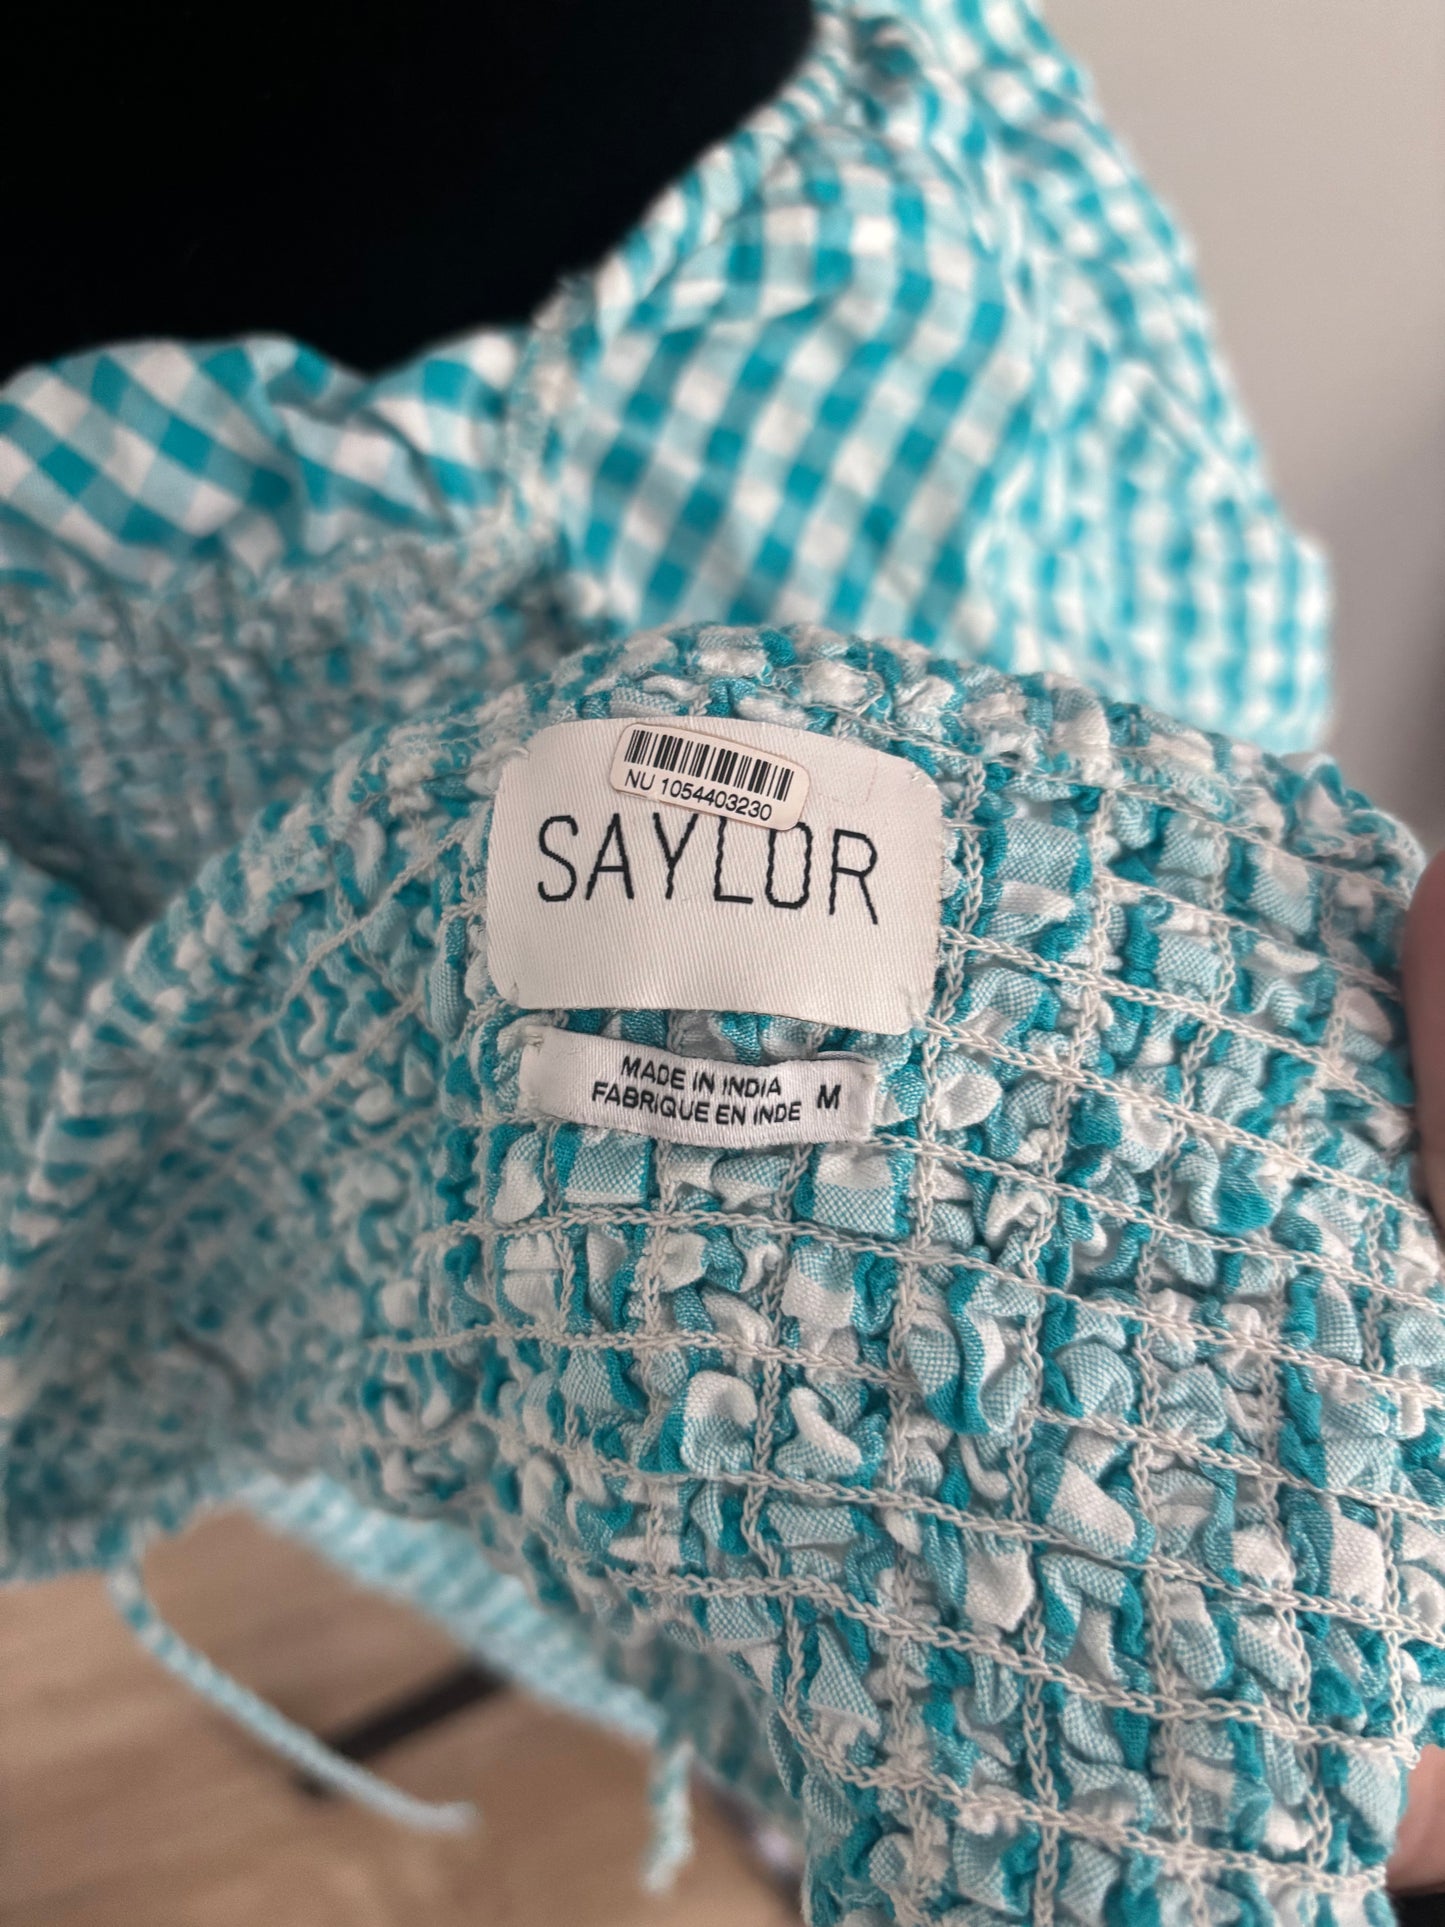 NU 1054403230
SAYLOR
MADE IN INDIA
FABRIQUE EN INDE M